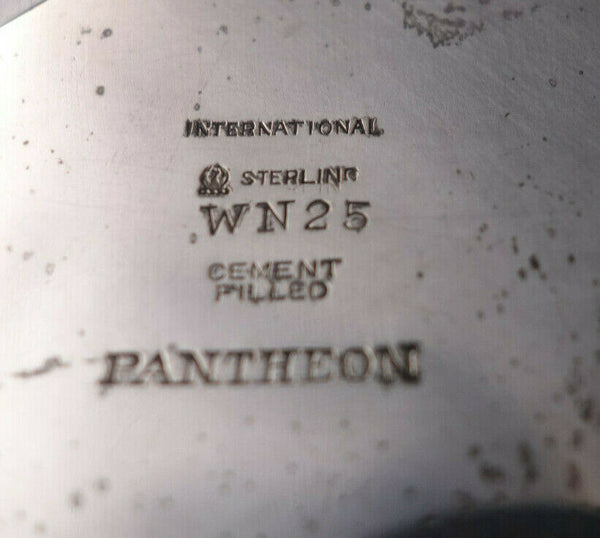 INTERNATIONAL
STERLING
WN25
CEMENT
FILLED
PANTHEON